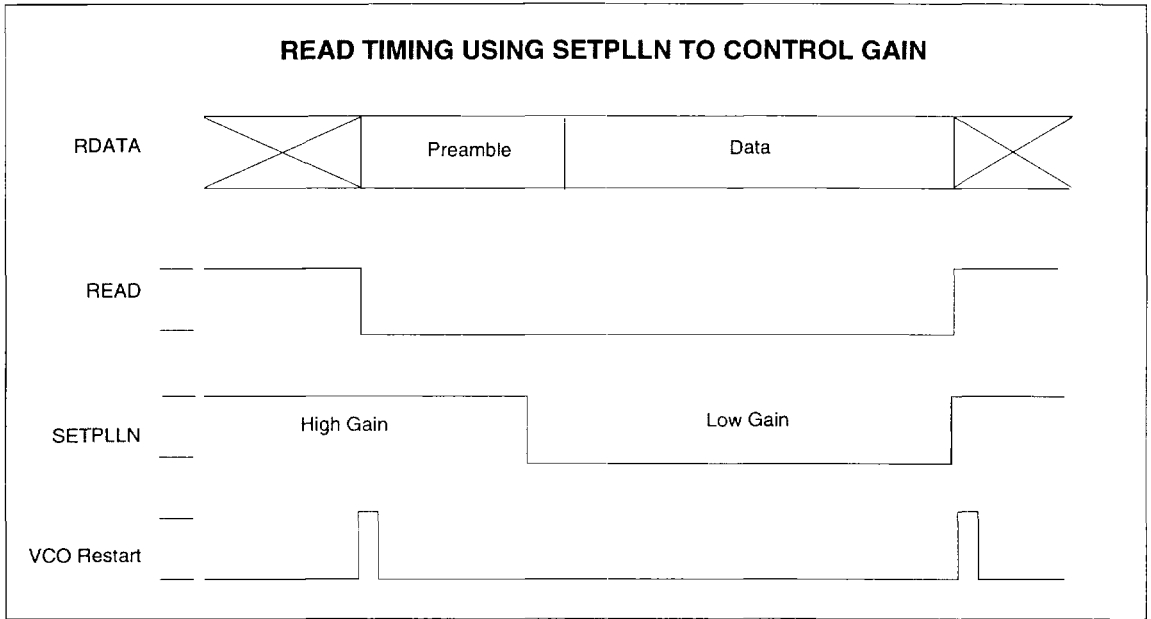 READ TIMING USING SETPLLN TO CONTROL GAIN
RDATA
Preamble
Data
READ
SETPLLN
High Gain
Low Gain
VCO Restart